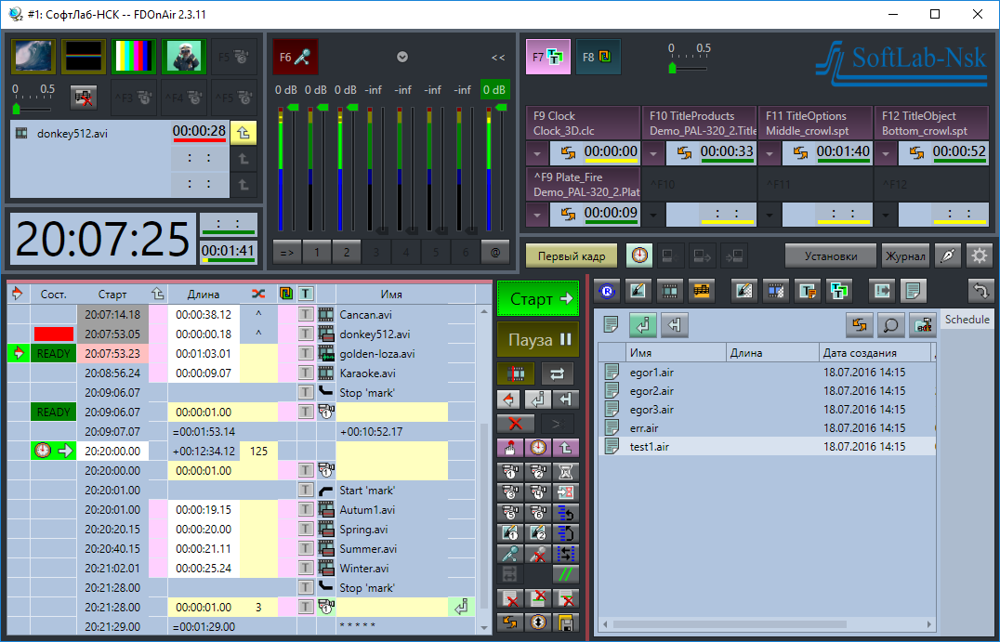 #1: СофтЛаб-НСК -- FDOnAir 2.3.11
F5
0 0.5
^F3 ^F4 ^F5
donkey512.avi 00:00:28
: :
: :
20:07:25
: :
00:01:41
F6 <<
0 dB 0 dB 0 dB -inf -inf -inf -inf 0 dB
=> 1 2 3 4 5 6 @
F7 F8
0 0.5
SoftLab-Nsk
F9 Clock F10 TitleProducts F11 TitleOptions F12 TitleObject
Clock_3D.clc Demo_PAL-320_2.Title Middle_crowl.spt Bottom_crowl.spt
00:00:00 00:00:33 00:01:40 00:00:52
^F9 Plate_Fire ^F10 ^F11 ^F12
Demo_PAL-320_2.Plat
00:00:09 : : : : : :
Первый кадр Установки Журнал
Сост. Старт Длина T Имя
20:07:14.18 00:00:38.12 ^ T Cancan.avi
20:07:53.05 00:00:00.18 ^ T donkey512.avi
READY 20:07:53.23 00:01:03.01 T golden-loza.avi
20:08:56.24 00:00:09.07 T Karaoke.avi
20:09:06.07 T Stop 'mark'
READY 20:09:06.07 00:00:01.00 T 1
20:09:07.07 =00:01:53.14 +00:10:52.17
20:20:00.00 +00:12:34.12 125
20:20:00.00 00:00:01.00 T 1
20:20:01.00 T Start 'mark'
20:20:01.00 00:00:19.15 T Autum1.avi
20:20:20.15 00:00:20.00 T Spring.avi
20:20:40.15 00:00:21.11 T Summer.avi
20:21:02.01 00:00:25.24 T Winter.avi
20:21:28.00 T Stop 'mark'
20:21:28.00 00:00:01.00 3 T 1
20:21:29.00 =00:01:29.00 * * * * *
Старт
Пауза
>:
1 2
3 4
5 6
1 2
R
Schedule
Имя Длина Дата создания
egor1.air 18.07.2016 14:15
egor2.air 18.07.2016 14:15
egor3.air 18.07.2016 14:15
err.air 18.07.2016 14:15
test1.air 18.07.2016 14:15